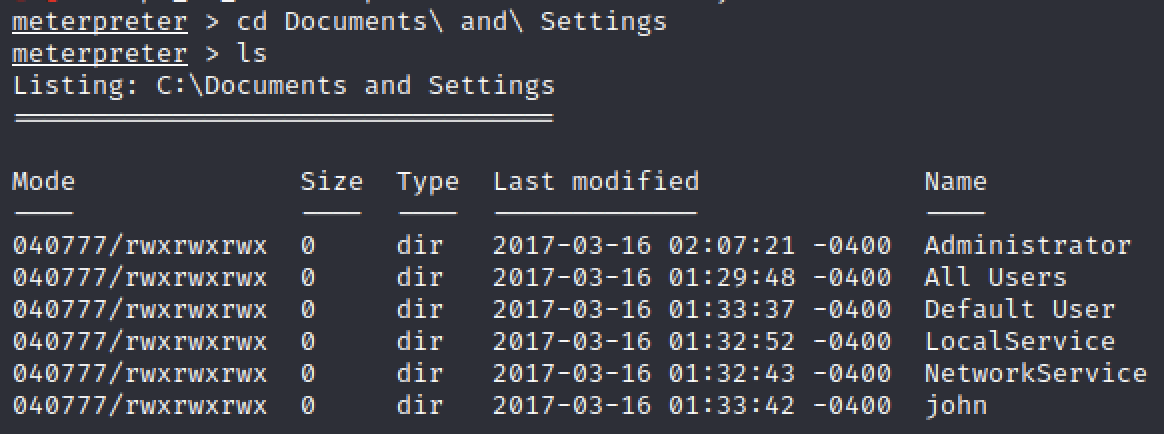 meterpreter > cd Documents\ and\ Settings
meterpreter > ls
Listing: C:\Documents and Settings
Mode Size Type Last modified Name
040777/rwxrwxrwx 0 dir 2017-03-16 02:07:21 -0400 Administrator
040777/rwxrwxrwx 0 dir 2017-03-16 01:29:48 -0400 All Users
040777/rwxrwxrwx 0 dir 2017-03-16 01:33:37 -0400 Default User
040777/rwxrwxrwx 0 dir 2017-03-16 01:32:52 -0400 LocalService
040777/rwxrwxrwx 0 dir 2017-03-16 01:32:43 -0400 NetworkService
040777/rwxrwxrwx 0 dir 2017-03-16 01:33:42 -0400 john